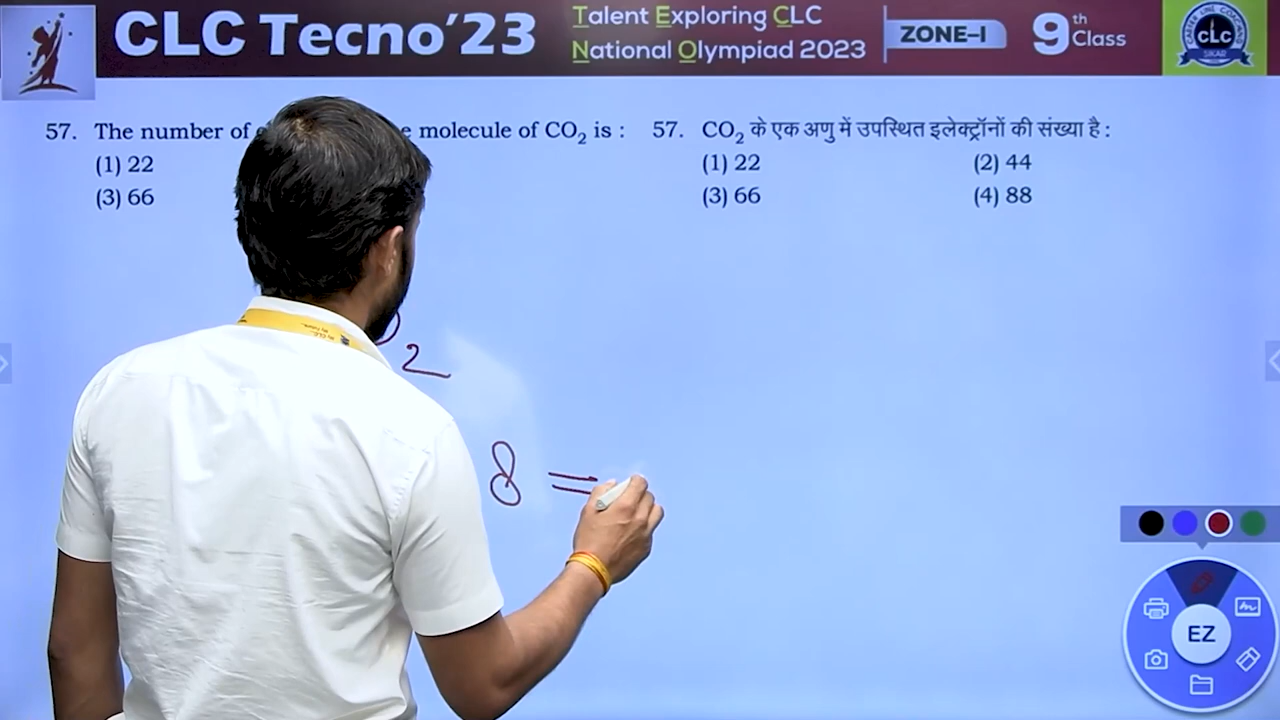 CLC Tecno'23
Talent Exploring CLC
National Olympiad 2023
ZONE–I
9th Class
CLC
SIKAR
57. The number of e molecule of CO2 is :
(1) 22
(3) 66
57. CO2 के एक अणु में उपस्थित इलेक्ट्रॉनों की संख्या है :
(1) 22 (2) 44
(3) 66 (4) 88
2
8 =
EZ